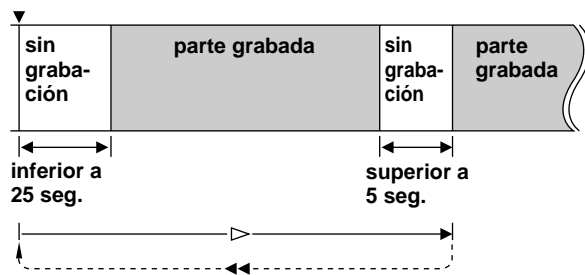 sin
graba-
ción
parte grabada
sin
graba-
ción
parte
grabada
inferior a
25 seg.
superior a
5 seg.